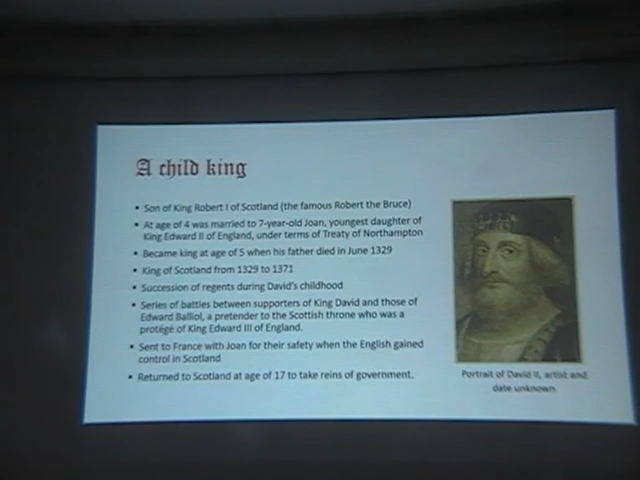 A child king
▪ Son of King Robert I of Scotland (the famous Robert the Bruce)
▪ At age of 4 was married to 7-year-old Joan, youngest daughter of
King Edward II of England, under terms of Treaty of Northampton
▪ Became king at age of 5 when his father died in June 1329
▪ King of Scotland from 1329 to 1371
▪ Succession of regents during David's childhood
▪ Series of battles between supporters of King David and those of
Edward Balliol, a pretender to the Scottish throne who was a
protégé of King Edward III of England.
▪ Sent to France with Joan for their safety when the English gained
control in Scotland
▪ Returned to Scotland at age of 17 to take reins of government.
Portrait of David II, artist and
date unknown